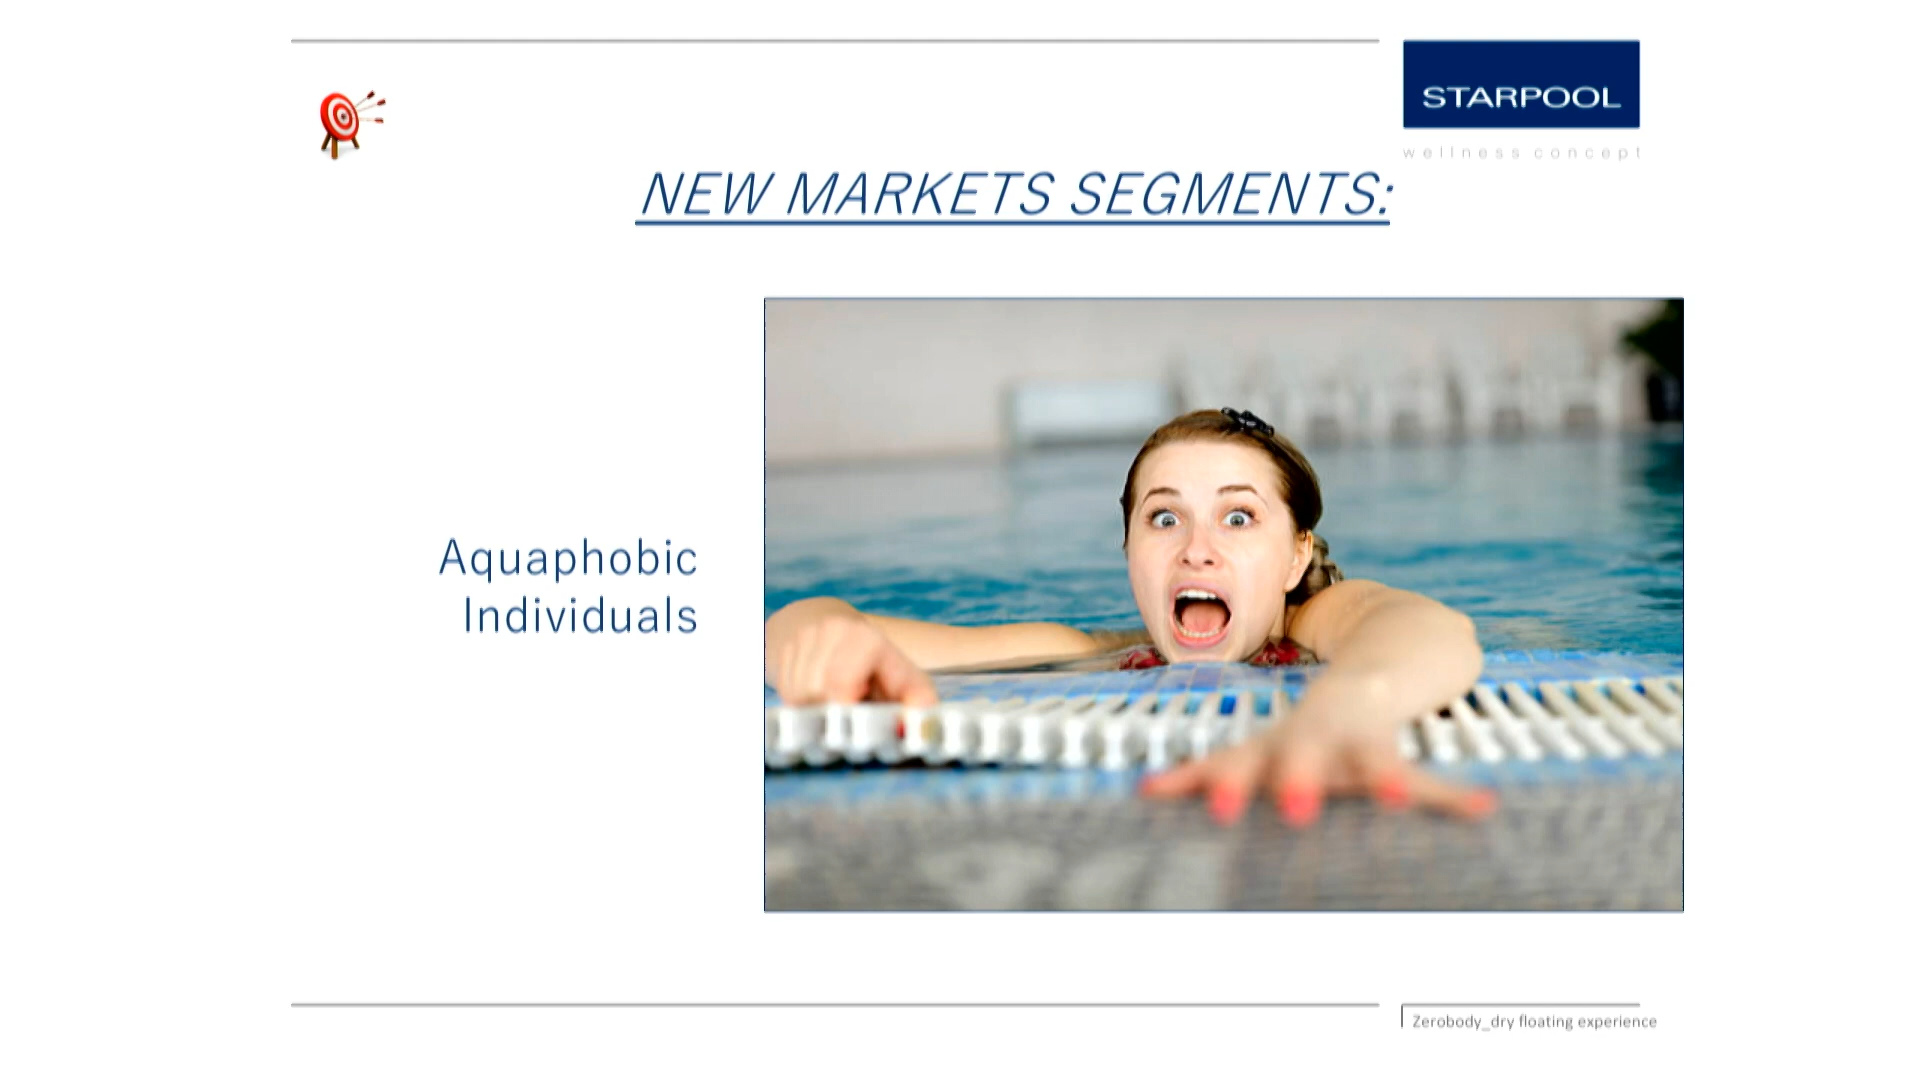 STARPOOL
wellness concept
NEW MARKETS SEGMENTS:
Aquaphobic
Individuals
Zerobody_dry floating experience